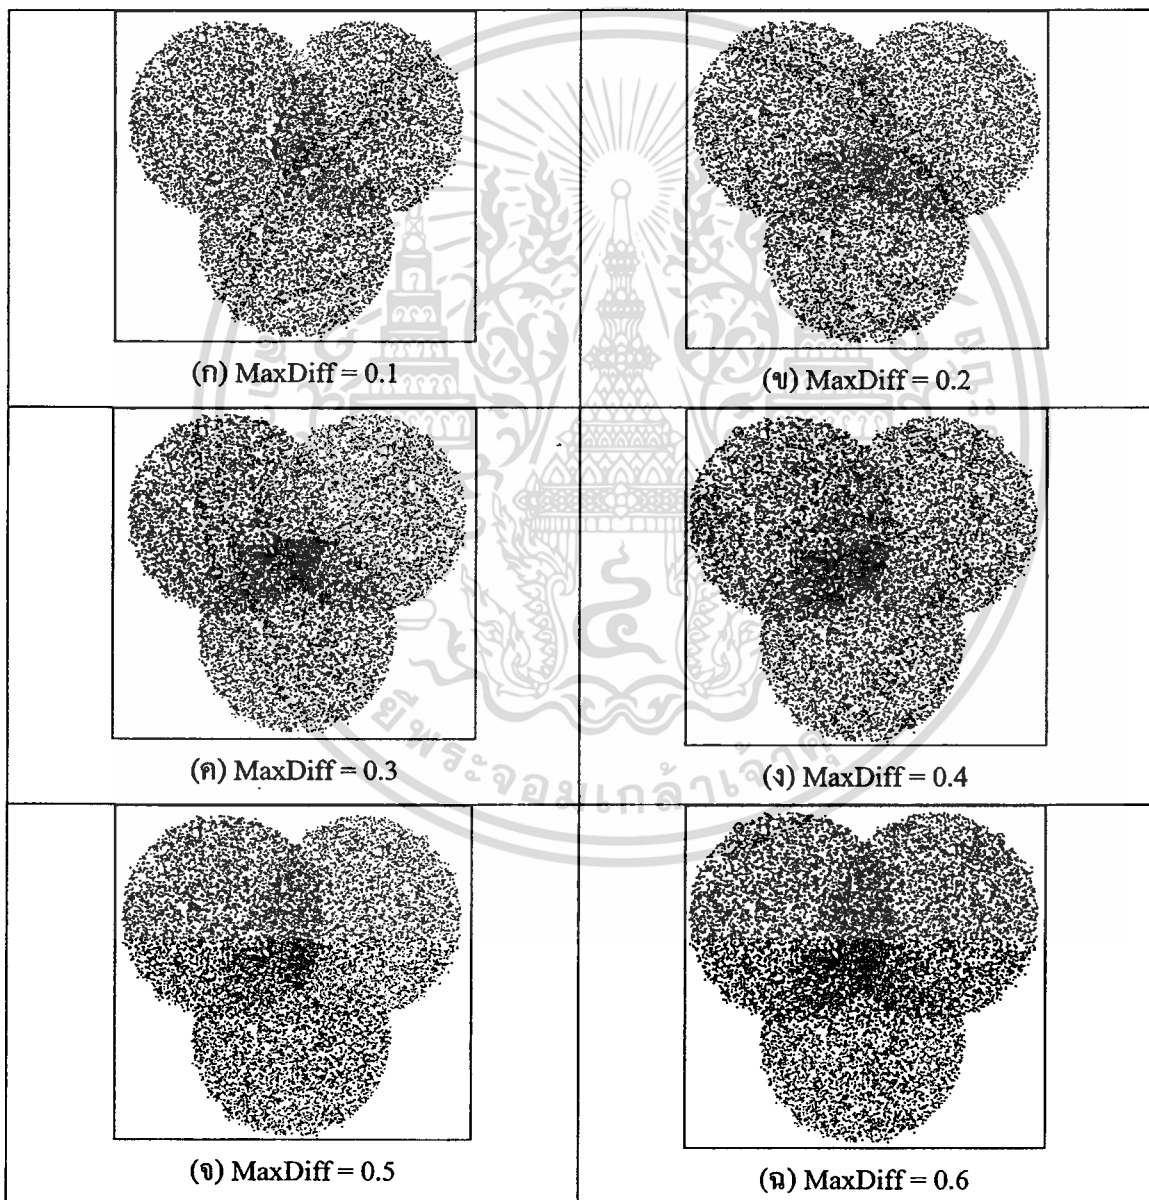 (ก) MaxDiff = 0.1
(ข) MaxDiff = 0.2
(ค) MaxDiff = 0.3
(ง) MaxDiff = 0.4
(จ) MaxDiff = 0.5
(ฉ) MaxDiff = 0.6